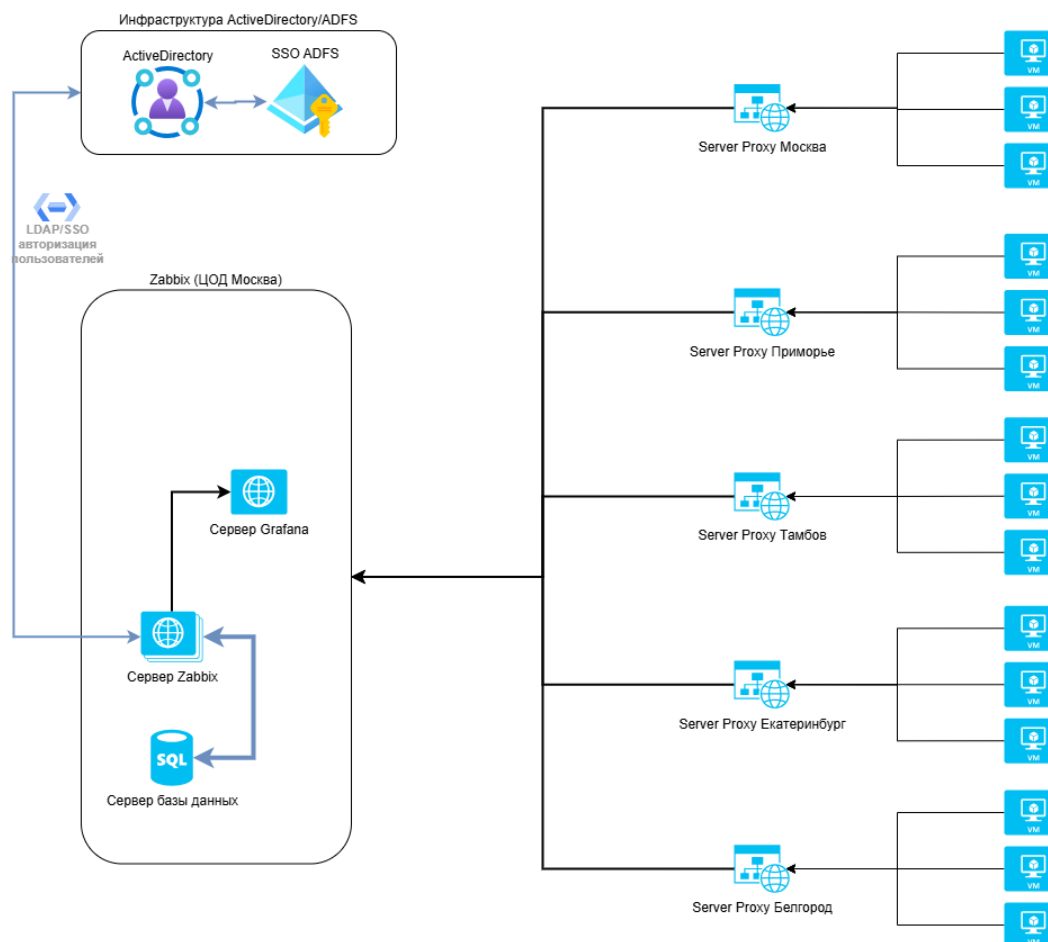 Инфраструктура ActiveDirectory/ADFS
ActiveDirectory
SSO ADFS
LDAP/SSO
авторизация
пользователей
Zabbix (ЦОД Москва)
Сервер Grafana
Сервер Zabbix
SQL
Сервер базы данных
Server Proxy Москва
VM
VM
VM
Server Proxy Приморье
VM
VM
VM
Server Proxy Тамбов
VM
VM
VM
Server Proxy Екатеринбург
VM
VM
VM
Server Proxy Белгород
VM
VM
VM